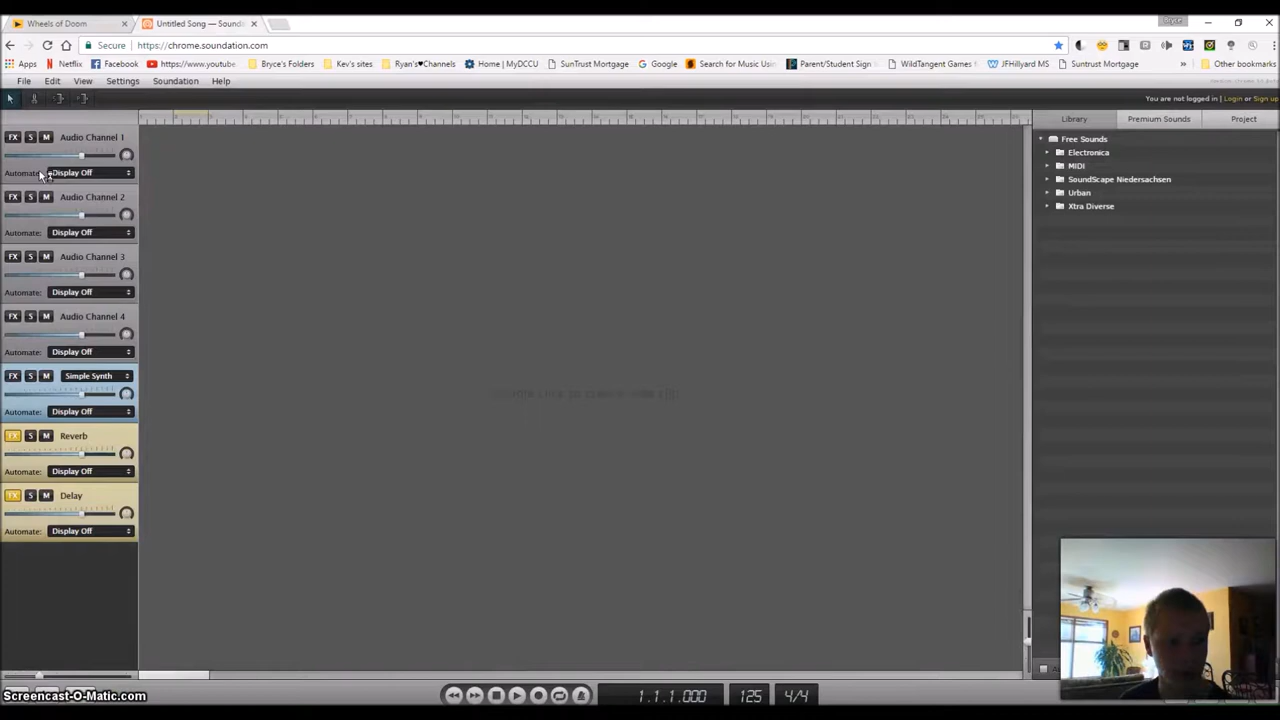 Wheels of Doom
Untitled Song — Sound
Bryce
Secure https://chrome.soundation.com
Apps Netflix Facebook https://www.youtube Bryce's Folders Kev's sites Ryan's♥Channels Home | MyDCCU SunTrust Mortgage Google Search for Music Usin Parent/Student Sign WildTangent Games JFHillyard MS Suntrust Mortgage » Other bookmarks
File Edit View Settings Soundation Help
You are not logged in | Login or Sign up
Library Premium Sounds Project
FX S M Audio Channel 1
Automate: Display Off
FX S M Audio Channel 2
Automate: Display Off
FX S M Audio Channel 3
Automate: Display Off
FX S M Audio Channel 4
Automate: Display Off
FX S M Simple Synth
Automate: Display Off
FX S M Reverb
Automate: Display Off
FX S M Delay
Automate: Display Off
Free Sounds
Electronica
MIDI
SoundScape Niedersachsen
Urban
Xtra Diverse
1.1.1.000 125 4/4
Screencast-O-Matic.com